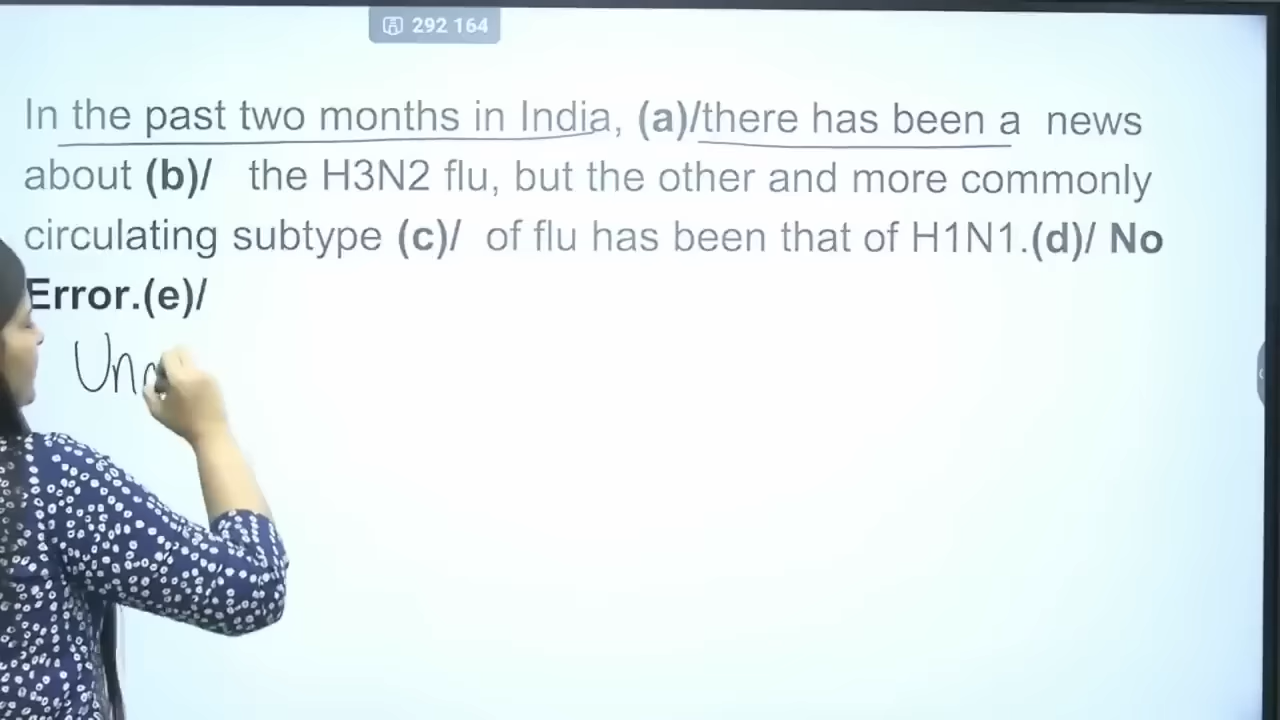 292 164
In the past two months in India, (a)/there has been a news
about (b)/ the H3N2 flu, but the other and more commonly
circulating subtype (c)/ of flu has been that of H1N1.(d)/ No
Error.(e)/